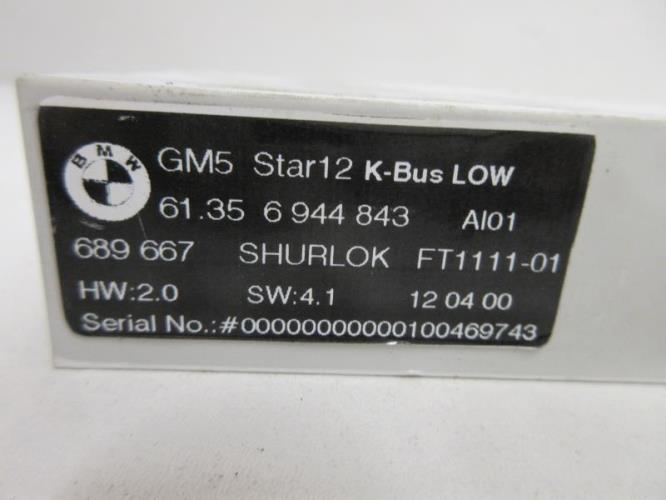 BMW
GM5 Star12 K-Bus LOW
61.35 6 944 843 AI01
689 667 SHURLOK FT1111-01
HW:2.0 SW:4.1 12 04 00
Serial No.:#00000000000100469743